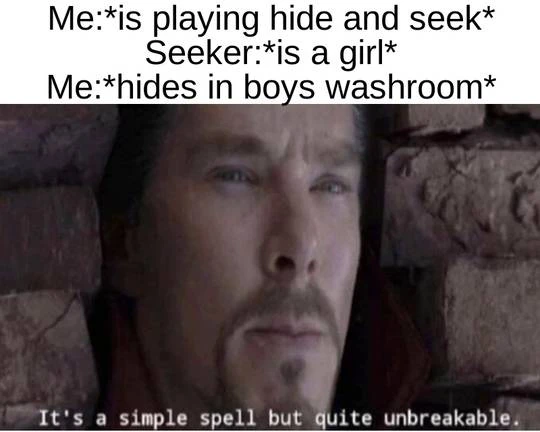 Me:*is playing hide and seek*
Seeker:*is a girl*
Me:*hides in boys washroom*
It's a simple spell but quite unbreakable.